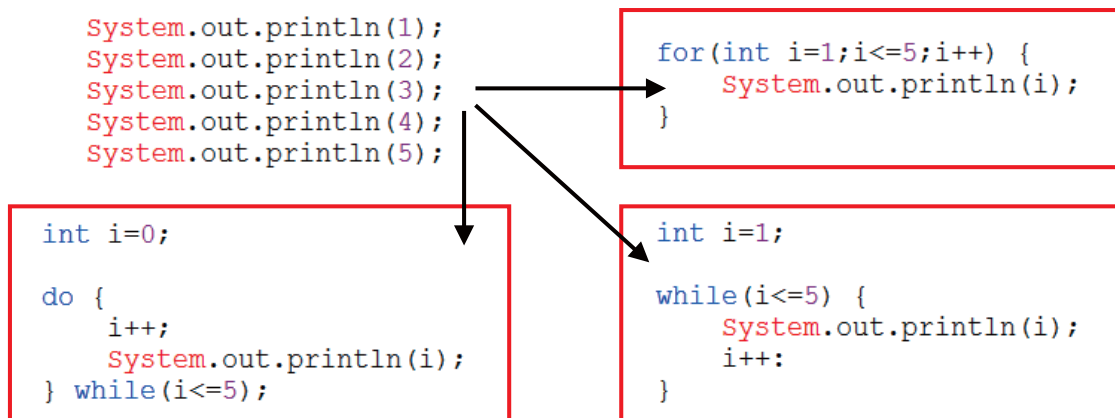 System.out.println(1);
System.out.println(2);
System.out.println(3);
System.out.println(4);
System.out.println(5);
for(int i=1;i<=5;i++) {
System.out.println(i);
}
int i=0;
do {
i++;
System.out.println(i);
} while(i<=5);
int i=1;
while(i<=5) {
System.out.println(i);
i++:
}